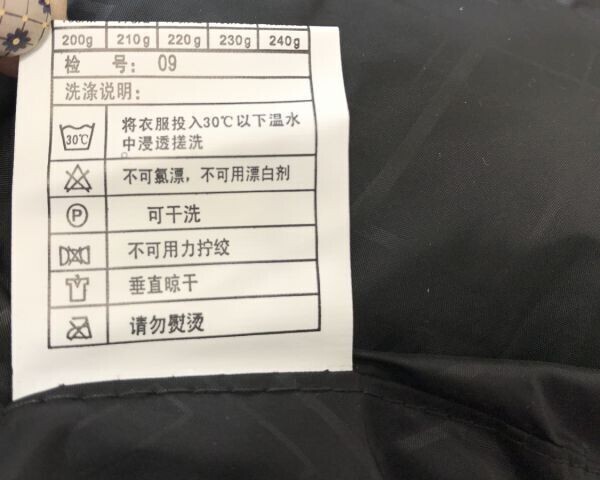 200g 210g 220g 230g 240g
检 号: 09
洗涤说明:
30℃ 将衣服投入30℃以下温水
中浸透搓洗
不可氯漂，不可用漂白剂
P 可干洗
不可用力拧绞
垂直晾干
请勿熨烫